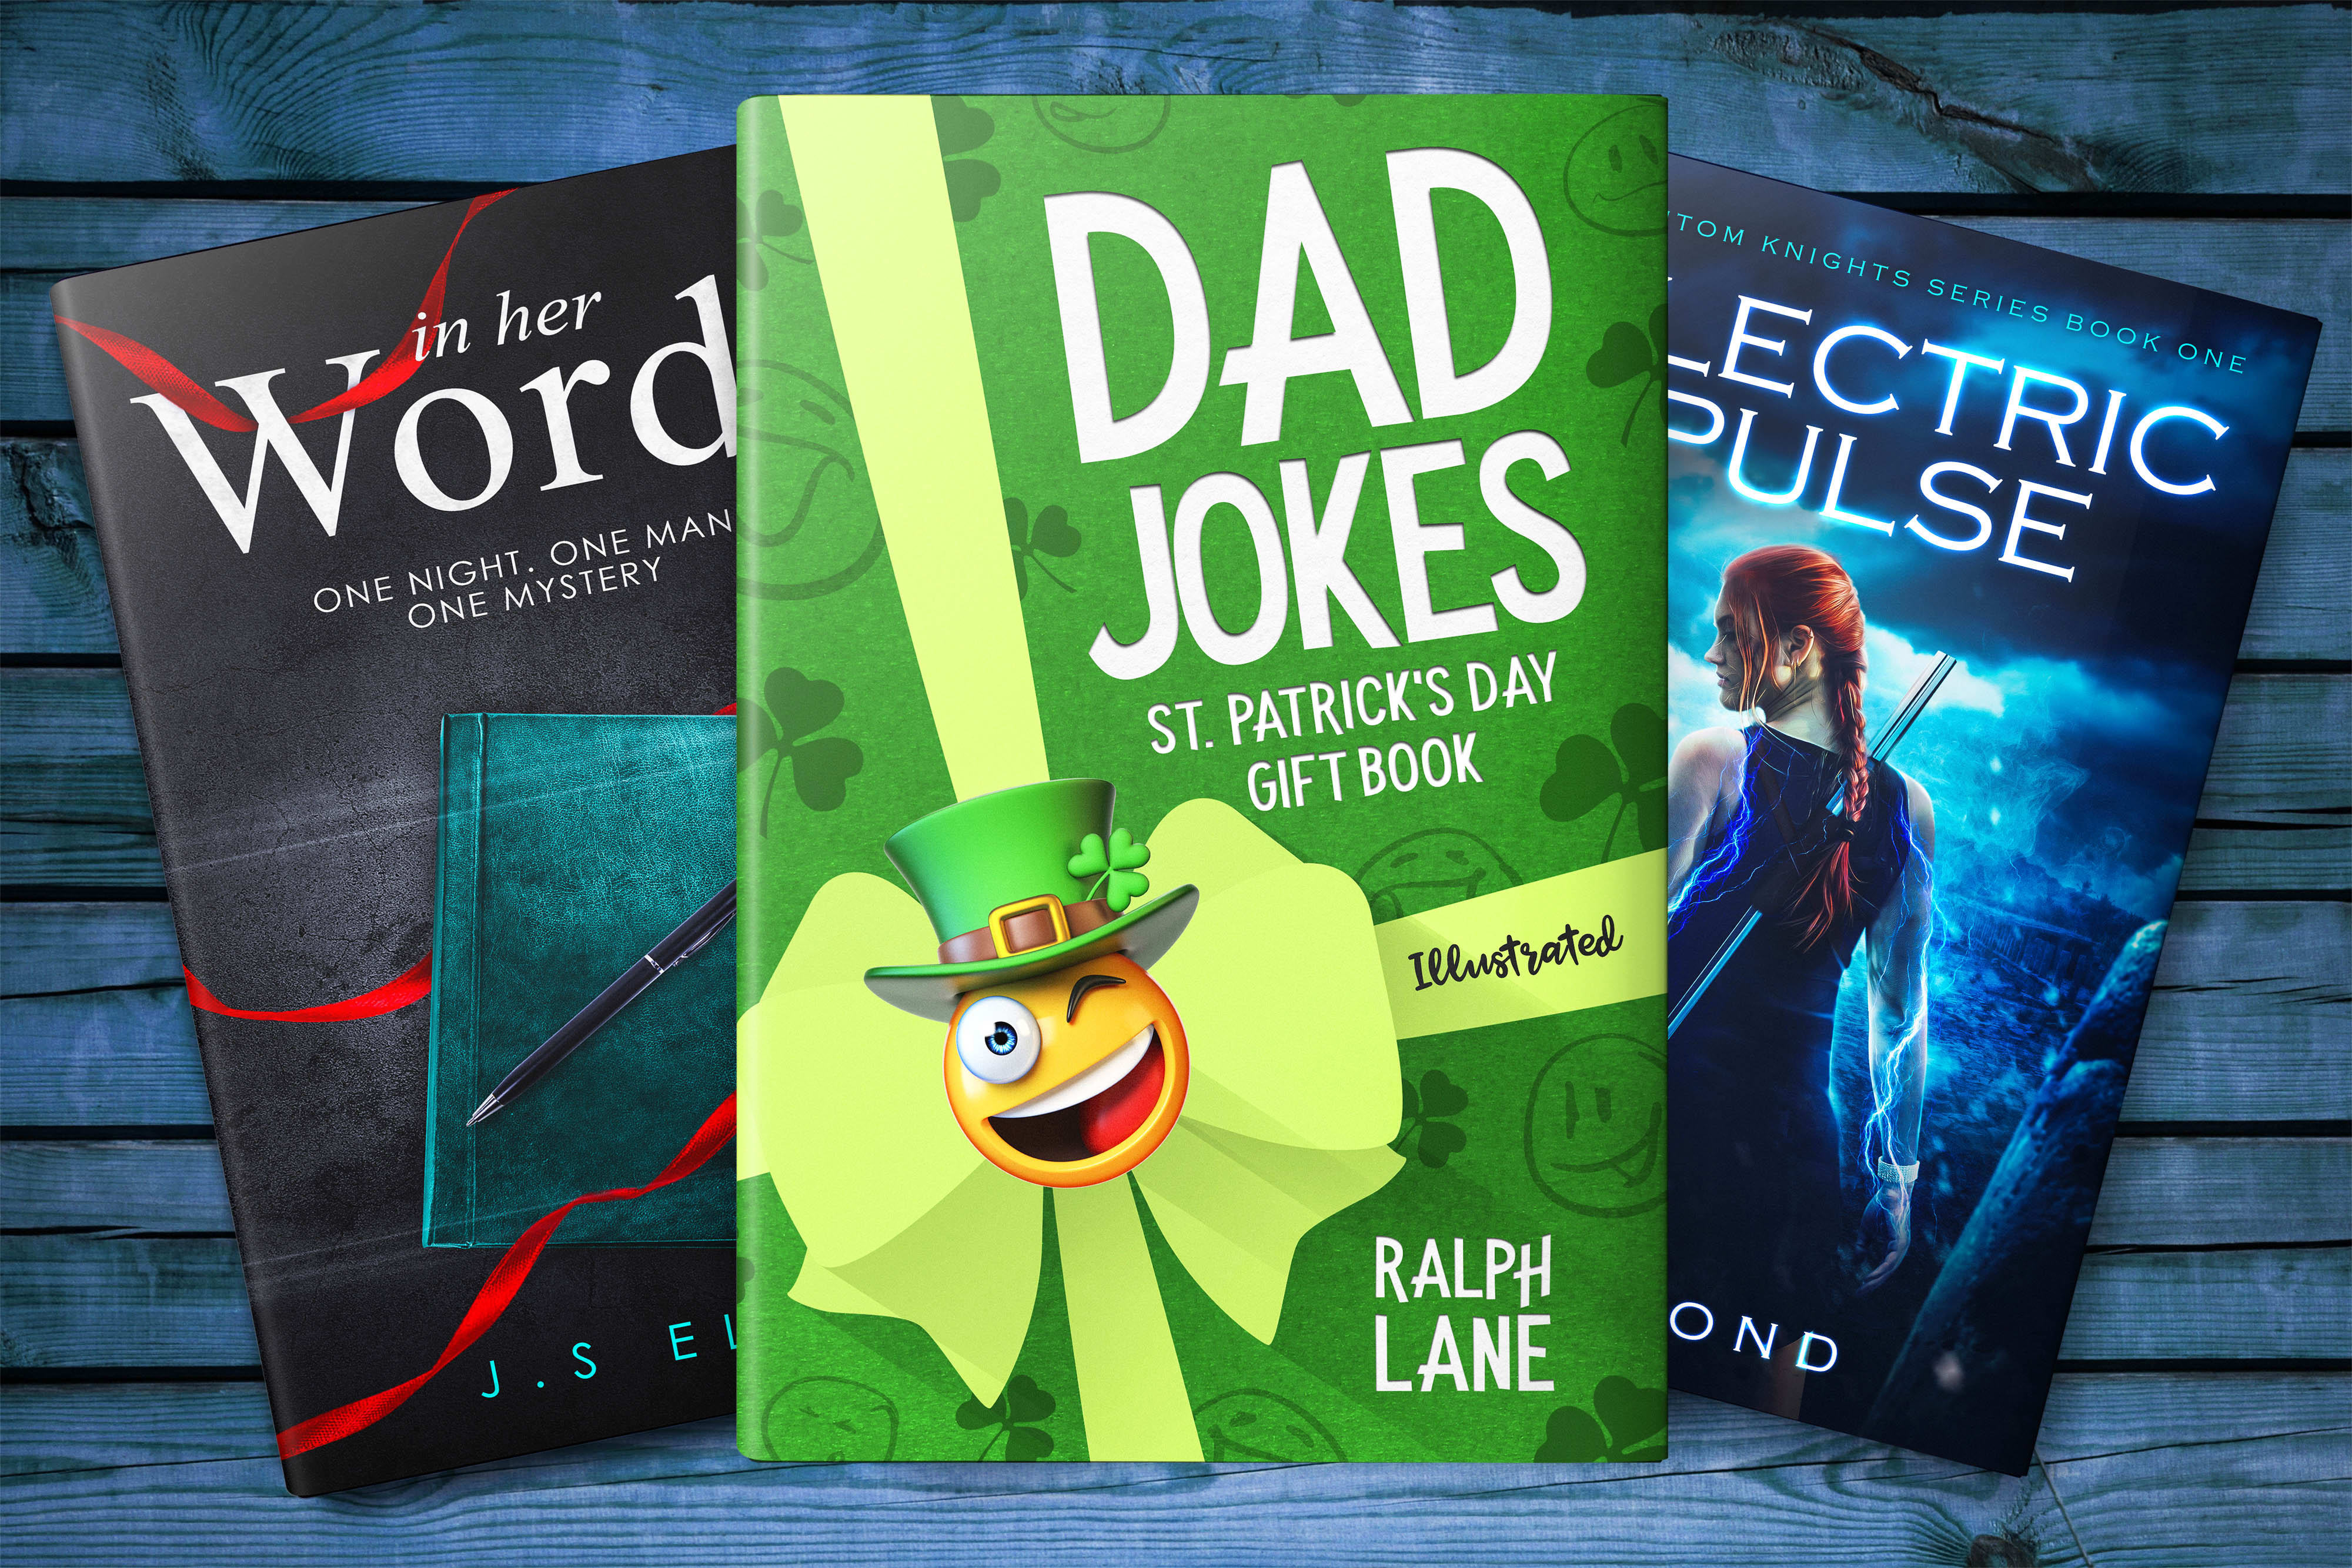 in her
Word
ONE NIGHT. ONE MAN
ONE MYSTERY
J.S EL
DAD
JOKES
ST. PATRICK'S DAY
GIFT BOOK
Illustrated
RALPH
LANE
TOM KNIGHTS SERIES BOOK ONE
LECTRIC
PULSE
OND